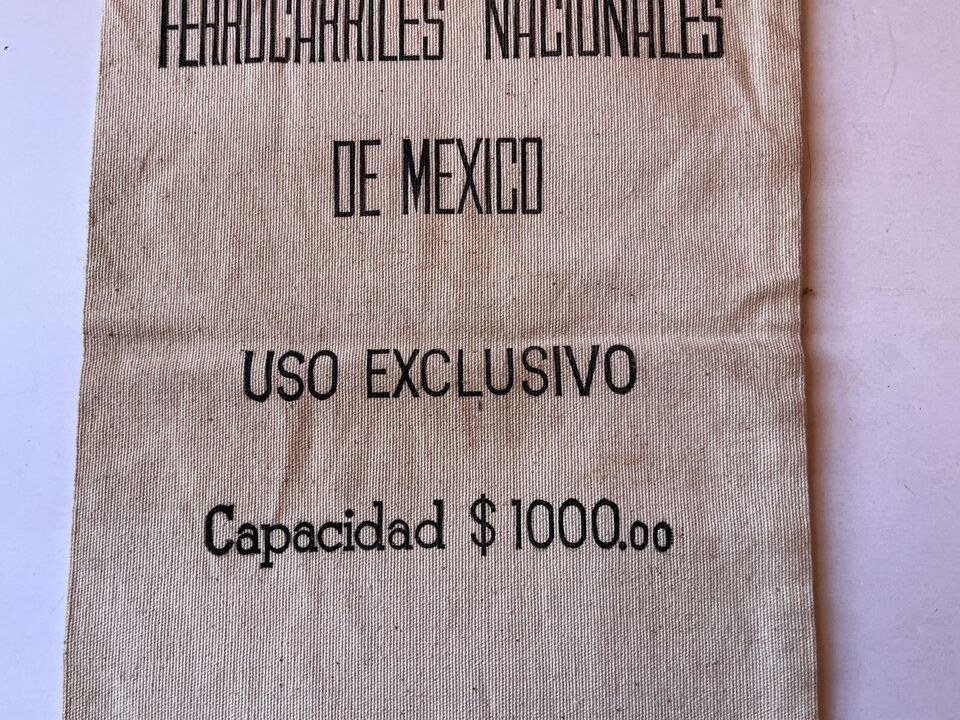 FERROCARRILES NACIONALES
DE MEXICO
USO EXCLUSIVO
Capacidad $1000.00